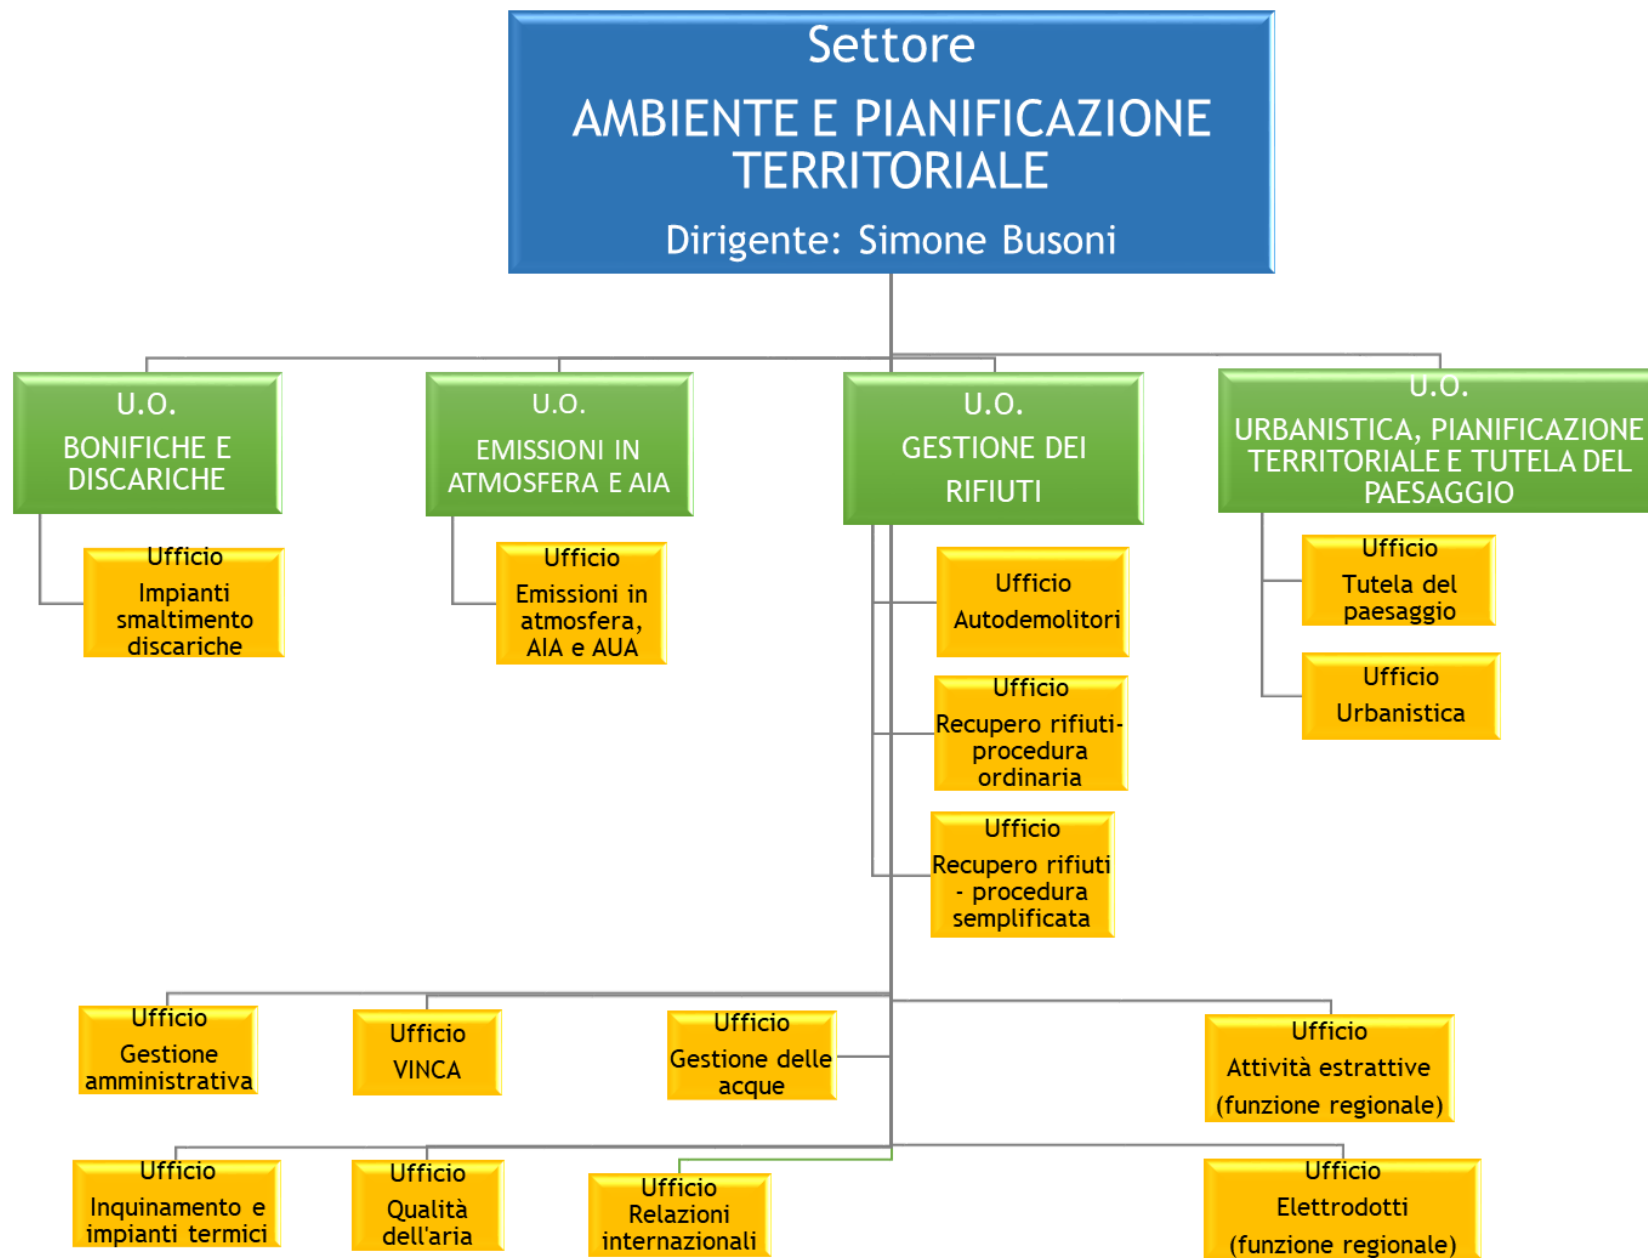 Settore
AMBIENTE E PIANIFICAZIONE
TERRITORIALE
Dirigente: Simone Busoni
U.O.
BONIFICHE E
DISCARICHE
U.O.
EMISSIONI IN
ATMOSFERA E AIA
U.O.
GESTIONE DEI
RIFIUTI
U.O.
URBANISTICA, PIANIFICAZIONE
TERRITORIALE E TUTELA DEL
PAESAGGIO
Ufficio
Impianti
smaltimento
discariche
Ufficio
Emissioni in
atmosfera,
AIA e AUA
Ufficio
Autodemolitori
Ufficio
Recupero rifiuti-
procedura
ordinaria
Ufficio
Recupero rifiuti
- procedura
semplificata
Ufficio
Tutela del
paesaggio
Ufficio
Urbanistica
Ufficio
Gestione
amministrativa
Ufficio
VINCA
Ufficio
Gestione delle
acque
Ufficio
Attività estrattive
(funzione regionale)
Ufficio
Inquinamento e
impianti termici
Ufficio
Qualità
dell'aria
Ufficio
Relazioni
internazionali
Ufficio
Elettrodotti
(funzione regionale)